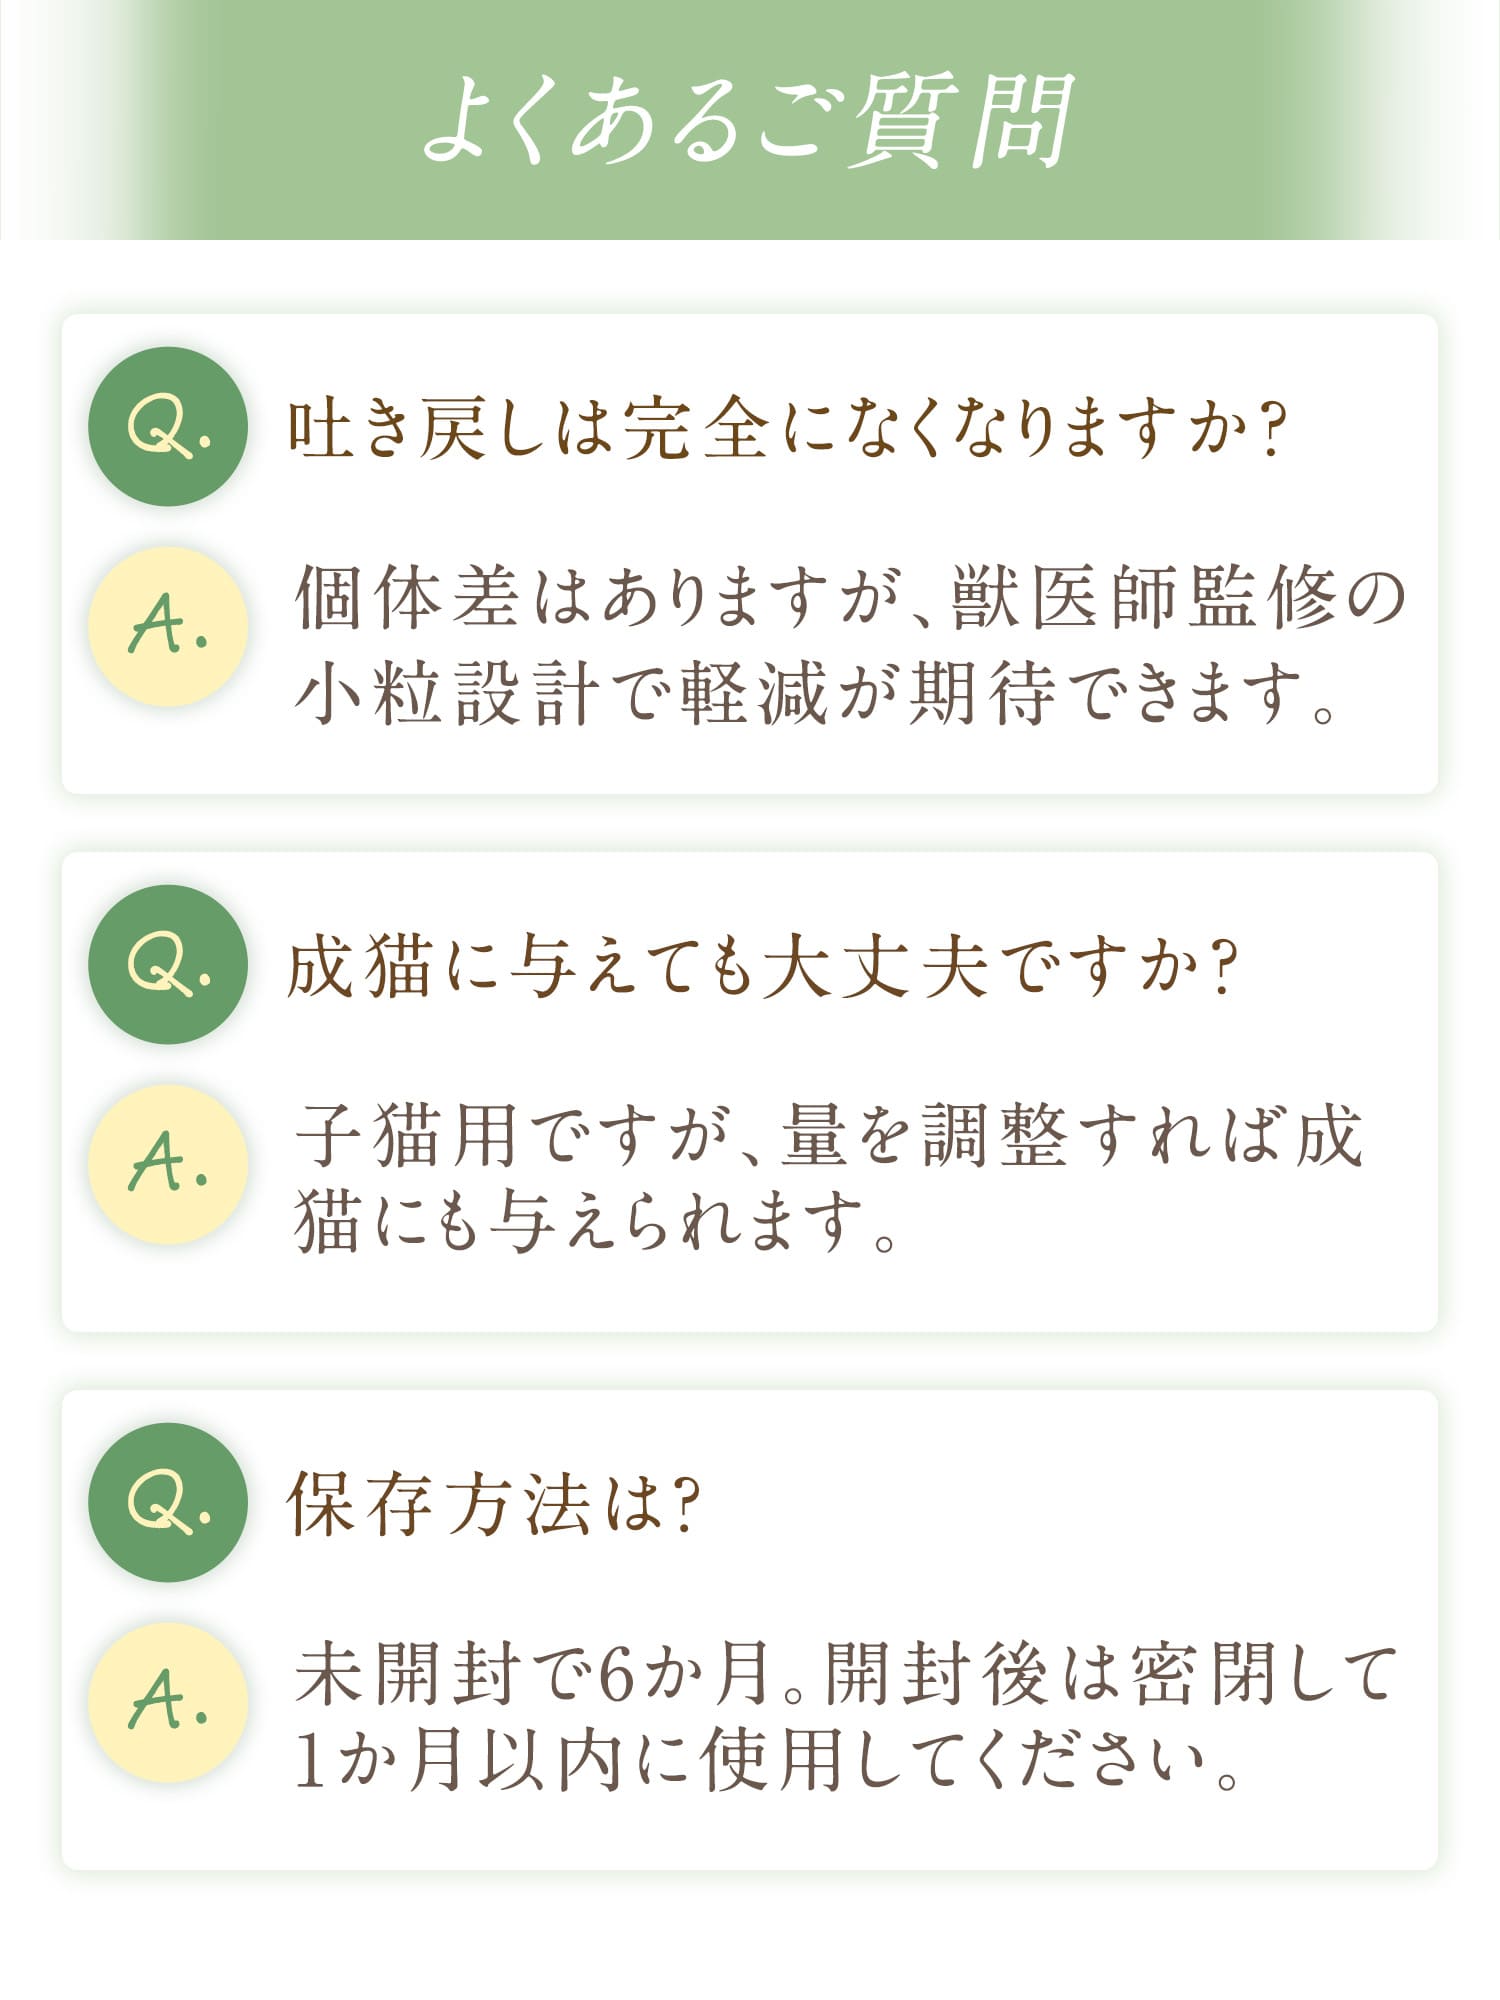 よくあるご質問
Q.
吐き戻しは完全になくなりますか?
A.
個体差はありますが、獣医師監修の
小粒設計で軽減が期待できます。
Q.
成猫に与えても大丈夫ですか?
A.
子猫用ですが、量を調整すれば成
猫にも与えられます。
Q.
保存方法は?
A.
未開封で6か月。開封後は密閉して
1か月以内に使用してください。